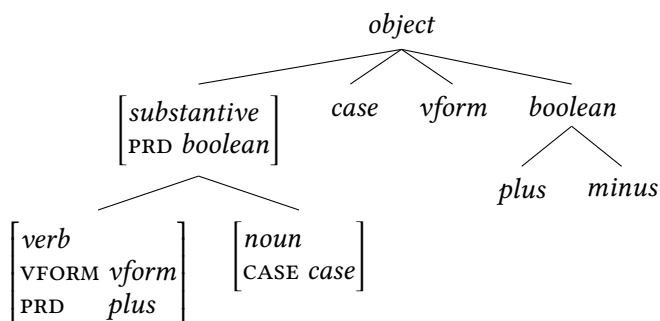 object
substantive case vform boolean
PRD boolean
plus minus
verb noun
VFORM vform CASE case
PRD plus